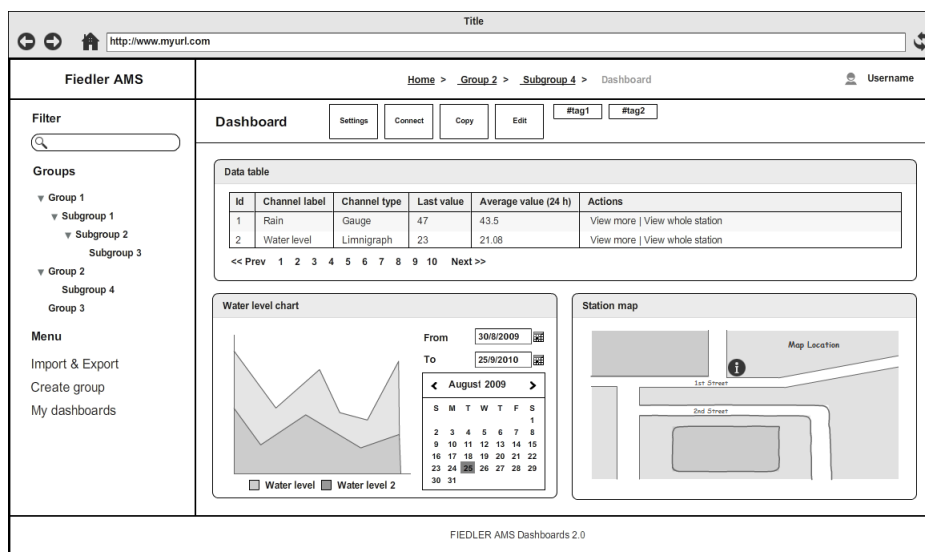 Title
http://www.myurl.com
Fiedler AMS
Home > Group 2 > Subgroup 4 > Dashboard
Username
Filter
Groups
Group 1
Subgroup 1
Subgroup 2
Subgroup 3
Group 2
Subgroup 4
Group 3
Menu
Import & Export
Create group
My dashboards
Dashboard
Settings
Connect
Copy
Edit
#tag1
#tag2
Data table
Id Channel label Channel type Last value Average value (24 h) Actions
1 Rain Gauge 47 43.5 View more | View whole station
2 Water level Limnigraph 23 21.08 View more | View whole station
<< Prev 1 2 3 4 5 6 7 8 9 10 Next >>
Water level chart
From 30/8/2009
To 25/9/2010
August 2009
S M T W T F S
1
2 3 4 5 6 7 8
9 10 11 12 13 14 15
16 17 18 19 20 21 22
23 24 25 26 27 28 29
30 31
Water level Water level 2
Station map
Map Location
1st Street
2nd Street
FIEDLER AMS Dashboards 2.0